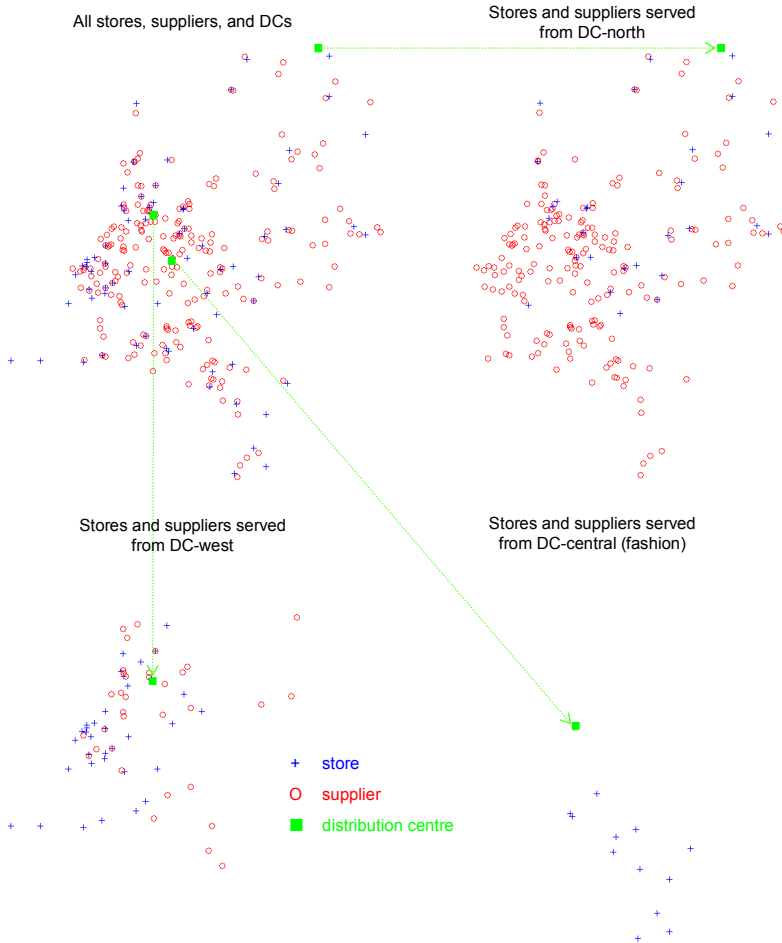 All stores, suppliers, and DCs
Stores and suppliers served
from DC-north
Stores and suppliers served
from DC-west
Stores and suppliers served
from DC-central (fashion)
store
supplier
distribution centre